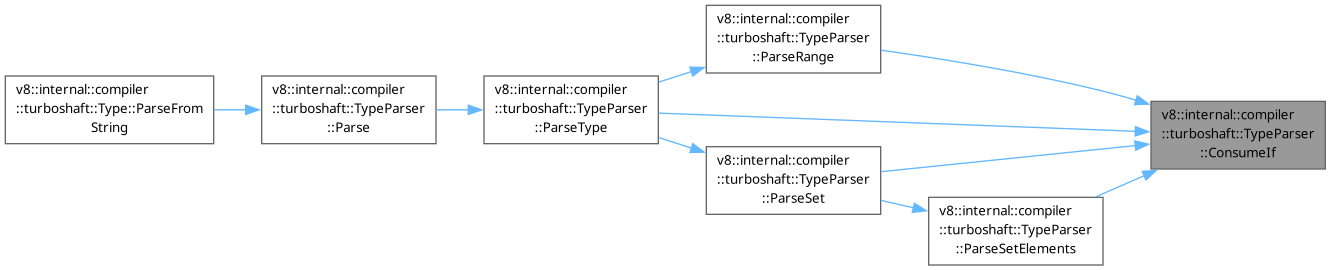 v8::internal::compiler
::turboshaft::Type::ParseFrom
String
v8::internal::compiler
::turboshaft::TypeParser
::Parse
v8::internal::compiler
::turboshaft::TypeParser
::ParseType
v8::internal::compiler
::turboshaft::TypeParser
::ParseRange
v8::internal::compiler
::turboshaft::TypeParser
::ParseSet
v8::internal::compiler
::turboshaft::TypeParser
::ParseSetElements
v8::internal::compiler
::turboshaft::TypeParser
::ConsumeIf